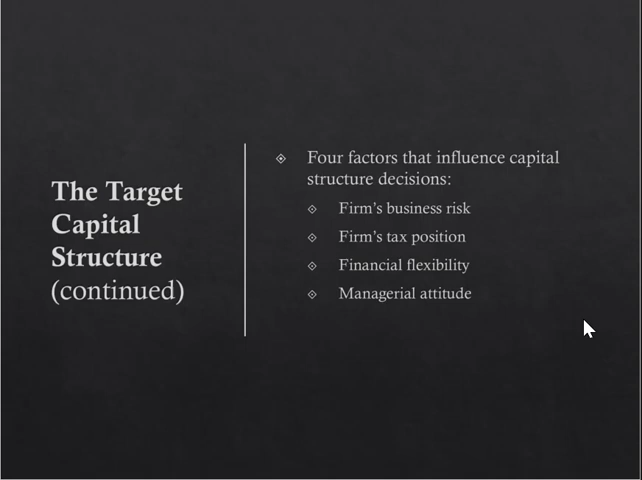 The Target
Capital
Structure
(continued)
Four factors that influence capital
structure decisions:
Firm's business risk
Firm's tax position
Financial flexibility
Managerial attitude